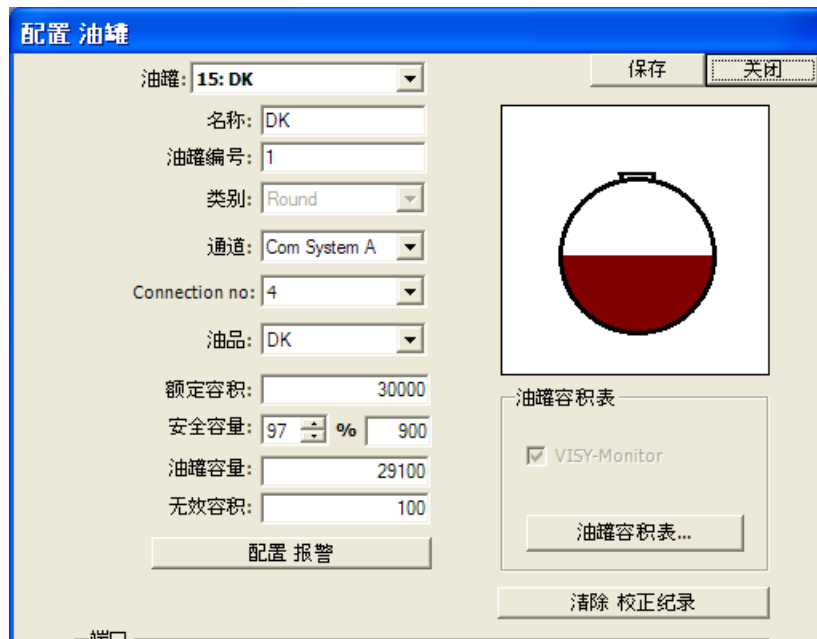 配置 油罐
油罐: 15: DK
保存
关闭
名称: DK
油罐编号: 1
类别: Round
通道: Com System A
Connection no: 4
油品: DK
额定容积: 30000
安全容量: 97 % 900
油罐容量: 29100
无效容积: 100
配置 报警
油罐容积表
VISY-Monitor
油罐容积表...
清除 校正纪录
端口